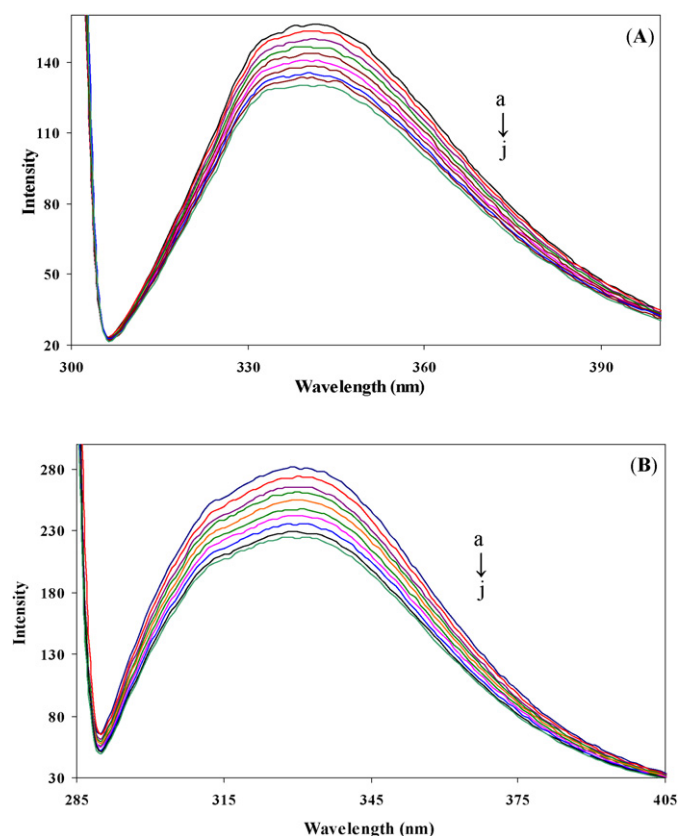 (A)
140
110
80
50
20
Intensity
a
↓
j
300
330
360
390
Wavelength (nm)
(B)
280
230
180
130
80
30
Intensity
a
↓
j
285
315
345
375
405
Wavelength (nm)